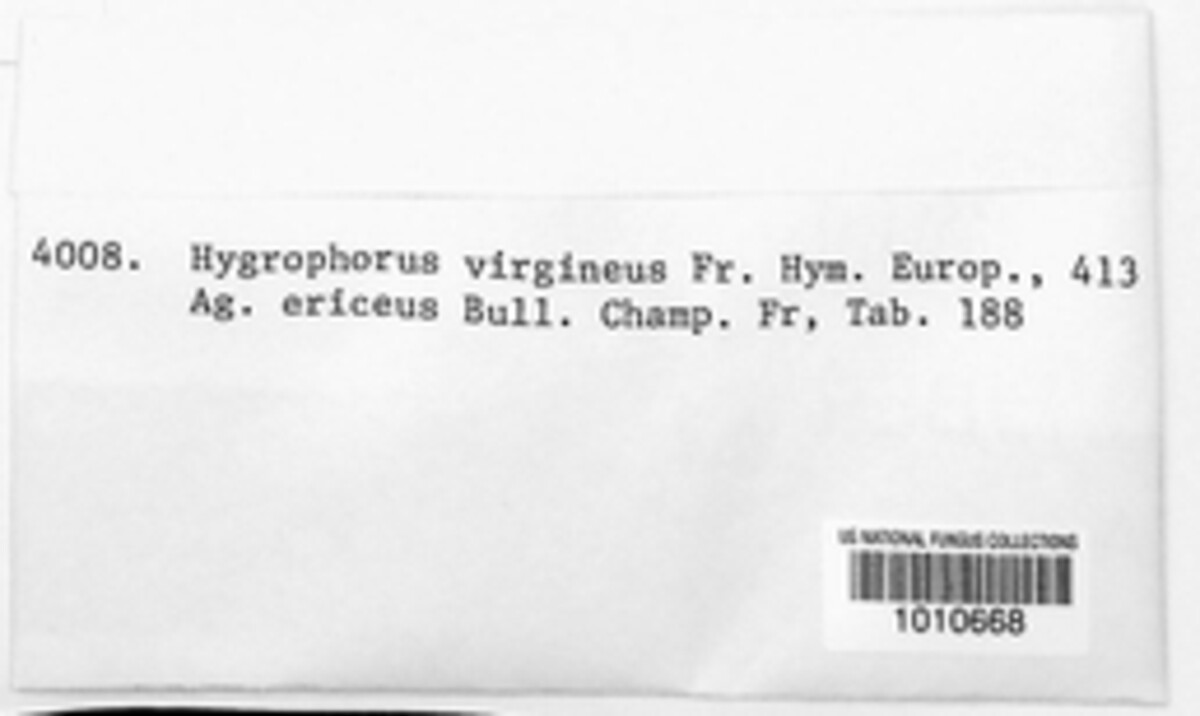 4008. Hygrophorus virgineus Fr. Hym. Europ., 413
Ag. ericeus Bull. Champ. Fr, Tab. 188
US NATIONAL FUNGUS COLLECTIONS
1010668